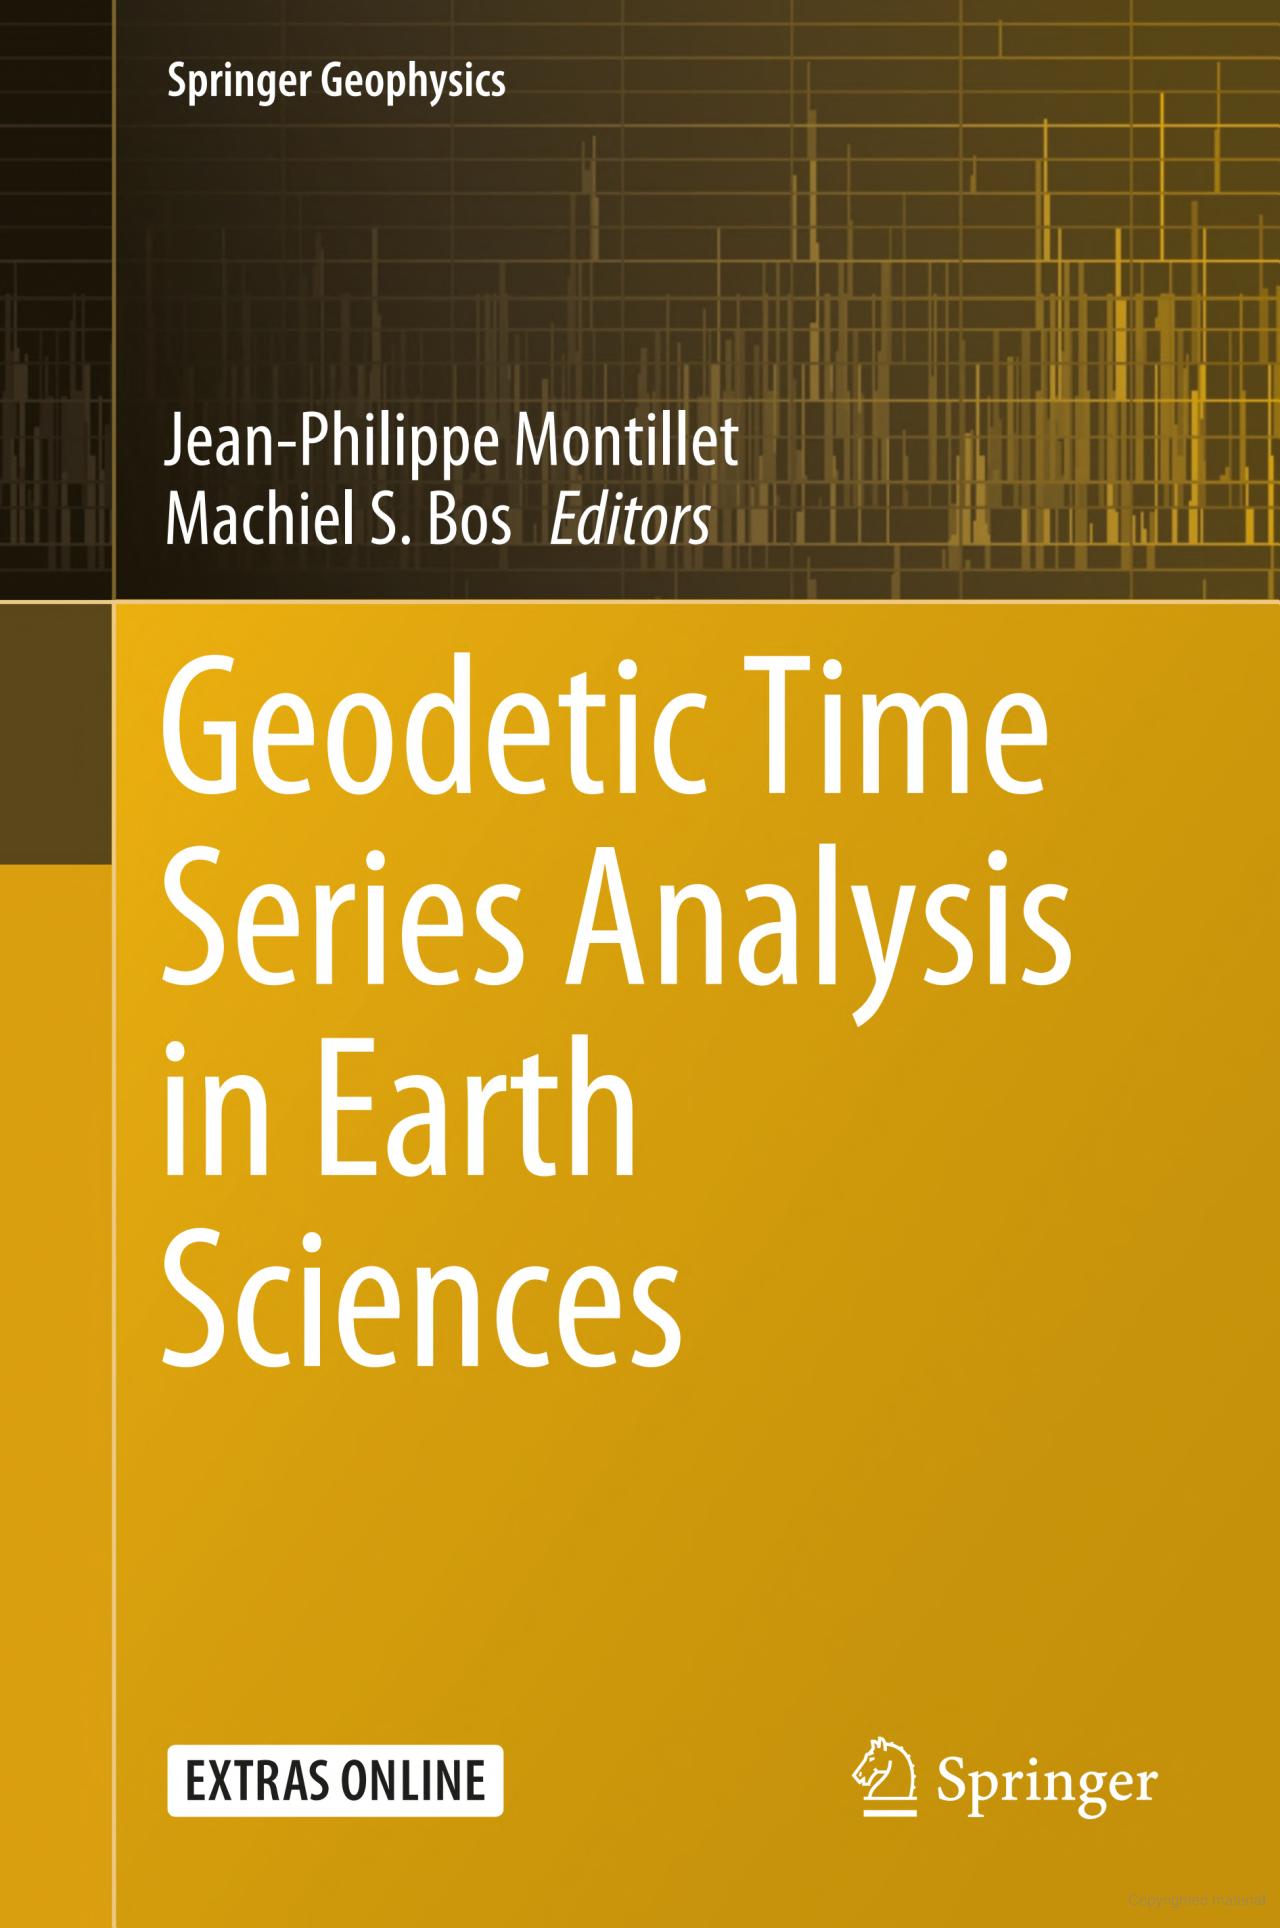 Springer Geophysics
Jean-Philippe Montillet
Machiel S. Bos Editors
Geodetic Time
Series Analysis
in Earth
Sciences
EXTRAS ONLINE
Springer
Copyrighted material